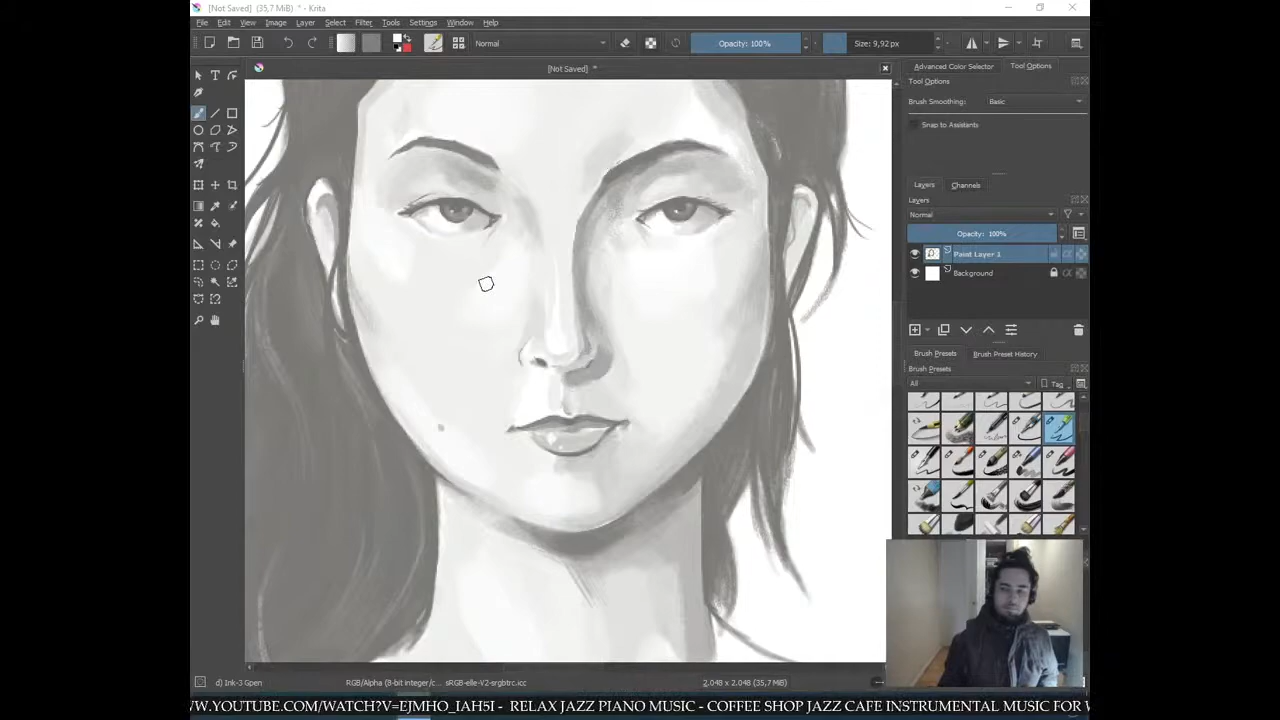 [Not Saved] (35,7 MiB) * - Krita
File Edit View Image Layer Select Filter Tools Settings Window Help
Normal
Opacity: 100%
Size: 9,92 px
[Not Saved] *
Advanced Color Selector
Tool Options
Tool Options
Brush Smoothing:
Basic
Snap to Assistants
Layers
Channels
Layers
Normal
Opacity: 100%
Paint Layer 1
Background
Brush Presets
Brush Preset History
Brush Presets
All
Tag
d) Ink-3 Gpen
RGB/Alpha (8-bit integer/c... sRGB-elle-V2-srgbtrc.icc
2.048 x 2.048 (35,7 MiB)
WW.YOUTUBE.COM/WATCH?V=EJMHO_IAH5I - RELAX JAZZ PIANO MUSIC - COFFEE SHOP JAZZ CAFE INSTRUMENTAL MUSIC FOR W